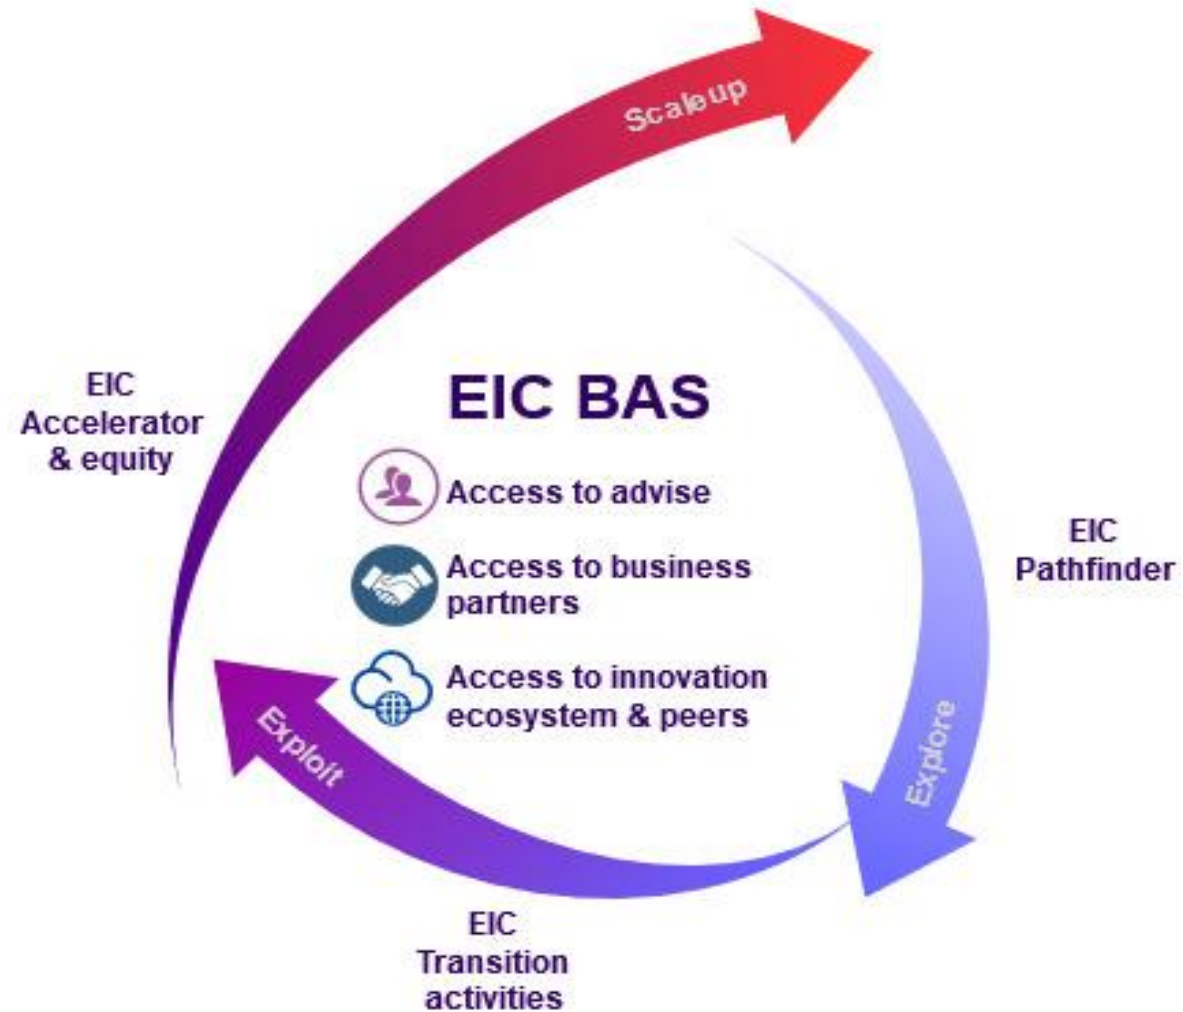 Scaleup
EIC
Accelerator
& equity
EIC BAS
Access to advise
Access to business
partners
Access to innovation
ecosystem & peers
EIC
Pathfinder
Explore
Exploit
EIC
Transition
activities